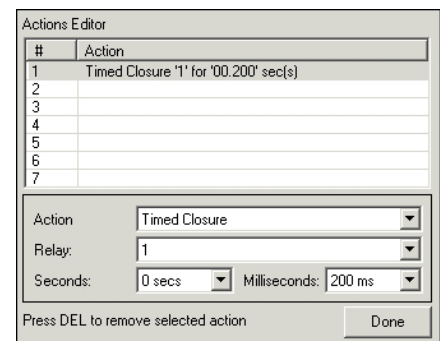 Actions Editor
# Action
1 Timed Closure '1' for '00.200' sec(s)
2
3
4
5
6
7
Action Timed Closure
Relay: 1
Seconds: 0 secs Milliseconds: 200 ms
Press DEL to remove selected action Done